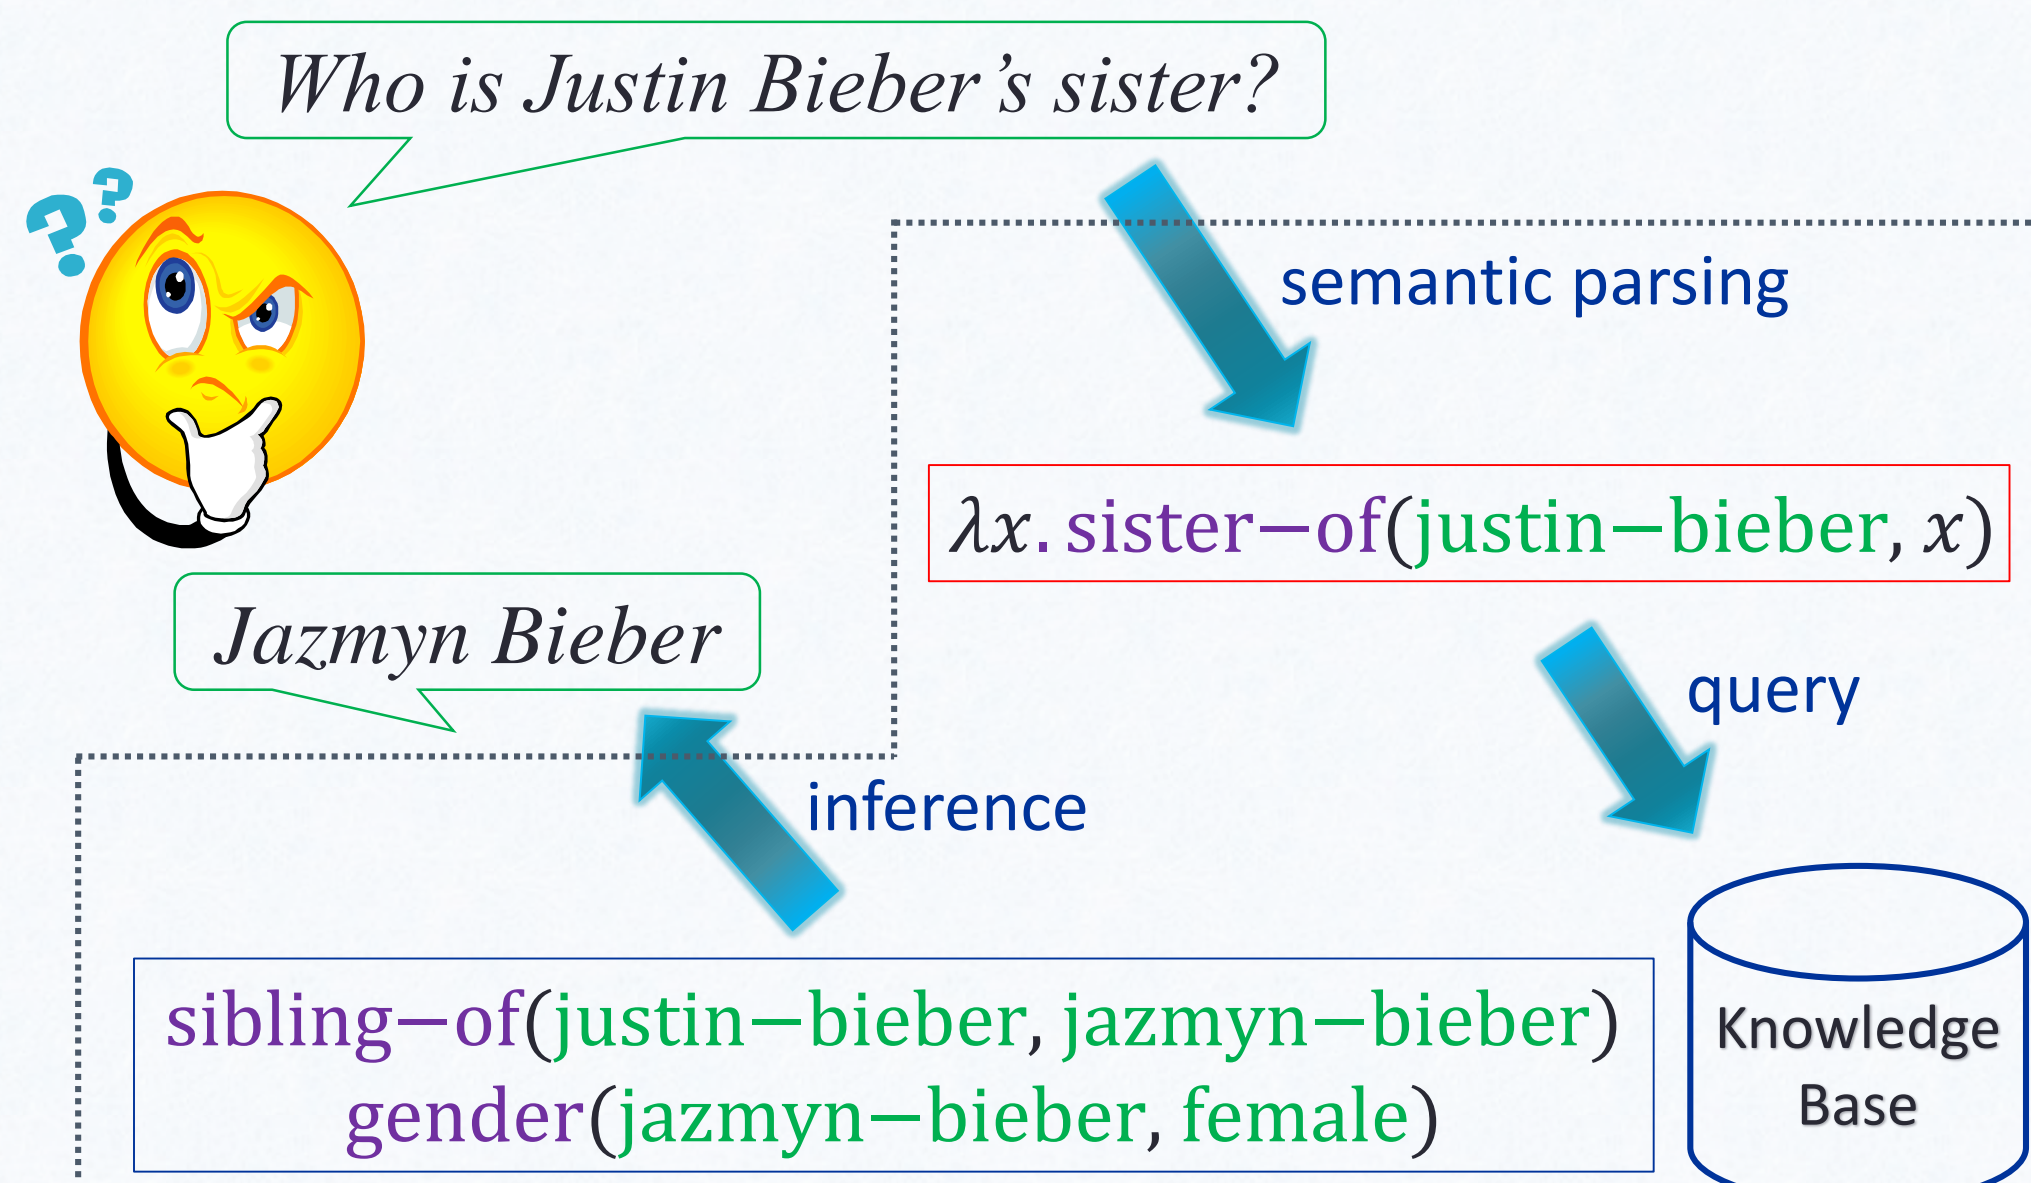 Who is Justin Bieber’s sister?
? ?
semantic parsing
λx. sister−of(justin−bieber, x)
Jazmyn Bieber
query
inference
sibling−of(justin−bieber, jazmyn−bieber)
gender(jazmyn−bieber, female)
Knowledge
Base